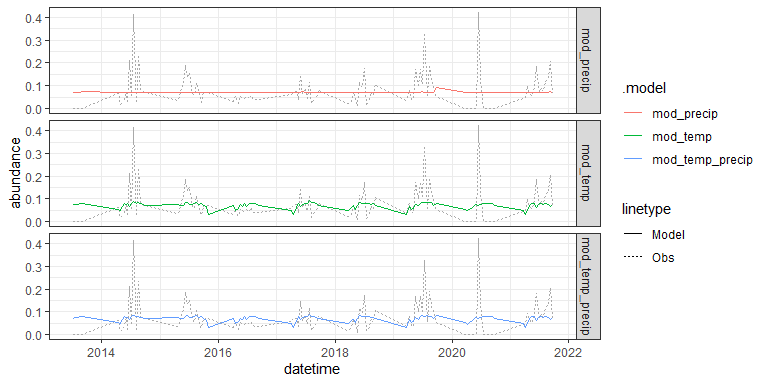 abundance
0.4
0.3
0.2
0.1
0.0
mod_precip
0.4
0.3
0.2
0.1
0.0
mod_temp
0.4
0.3
0.2
0.1
0.0
mod_temp_precip
2014
2016
2018
2020
2022
datetime
.model
mod_precip
mod_temp
mod_temp_precip
linetype
Model
Obs